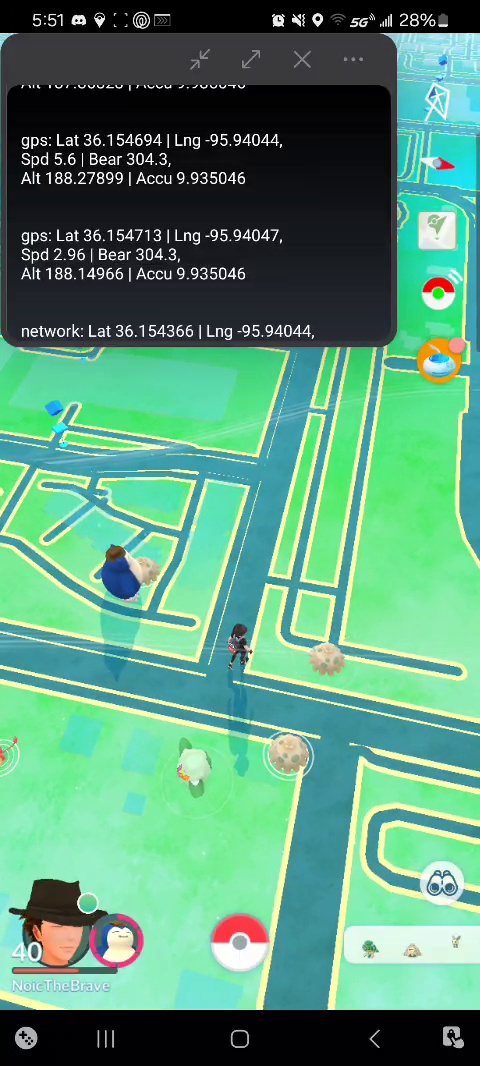 5:51
5G
28%
gps: Lat 36.154694 | Lng -95.94044,
Spd 5.6 | Bear 304.3,
Alt 188.27899 | Accu 9.935046
gps: Lat 36.154713 | Lng -95.94047,
Spd 2.96 | Bear 304.3,
Alt 188.14966 | Accu 9.935046
network: Lat 36.154366 | Lng -95.94044,
40
NoicTheBrave